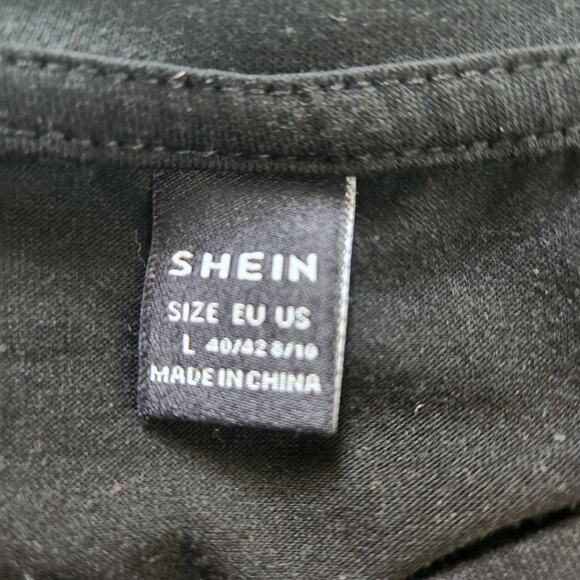 SHEIN
SIZE EU US
L 40/42 8/10
MADE IN CHINA